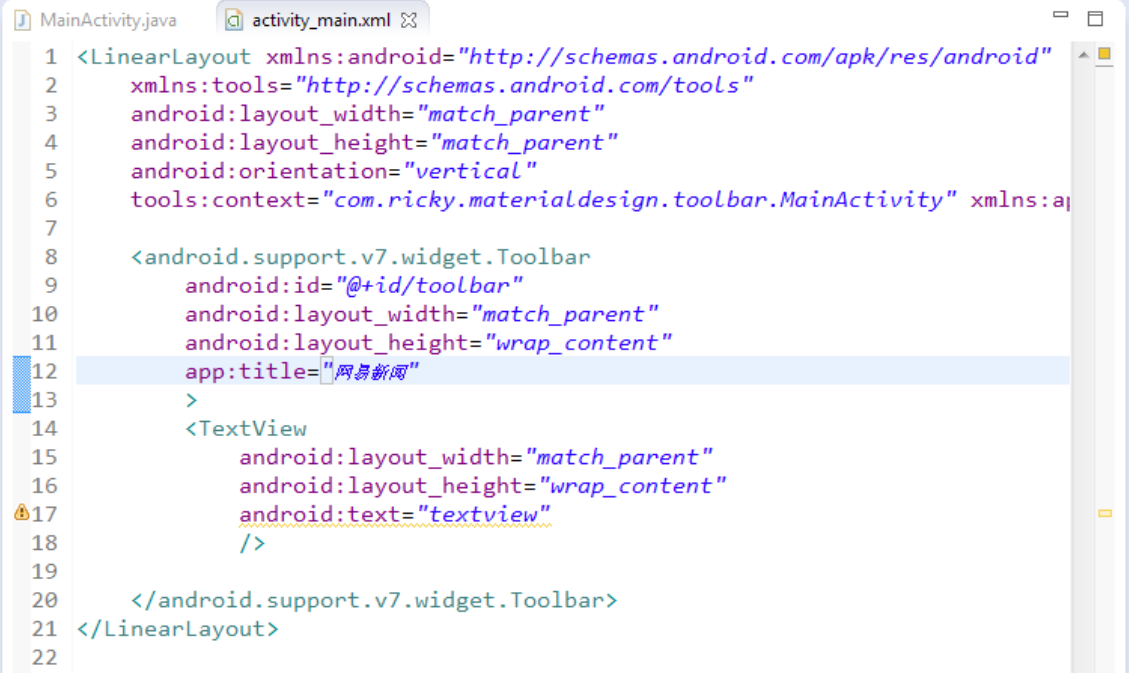 MainActivity.java
activity_main.xml
1 <LinearLayout xmlns:android="http://schemas.android.com/apk/res/android"
2 xmlns:tools="http://schemas.android.com/tools"
3 android:layout_width="match_parent"
4 android:layout_height="match_parent"
5 android:orientation="vertical"
6 tools:context="com.ricky.materialdesign.toolbar.MainActivity" xmlns:ap
7
8 <android.support.v7.widget.Toolbar
9 android:id="@+id/toolbar"
10 android:layout_width="match_parent"
11 android:layout_height="wrap_content"
12 app:title="网易新闻"
13 >
14 <TextView
15 android:layout_width="match_parent"
16 android:layout_height="wrap_content"
17 android:text="textview"
18 />
19
20 </android.support.v7.widget.Toolbar>
21 </LinearLayout>
22